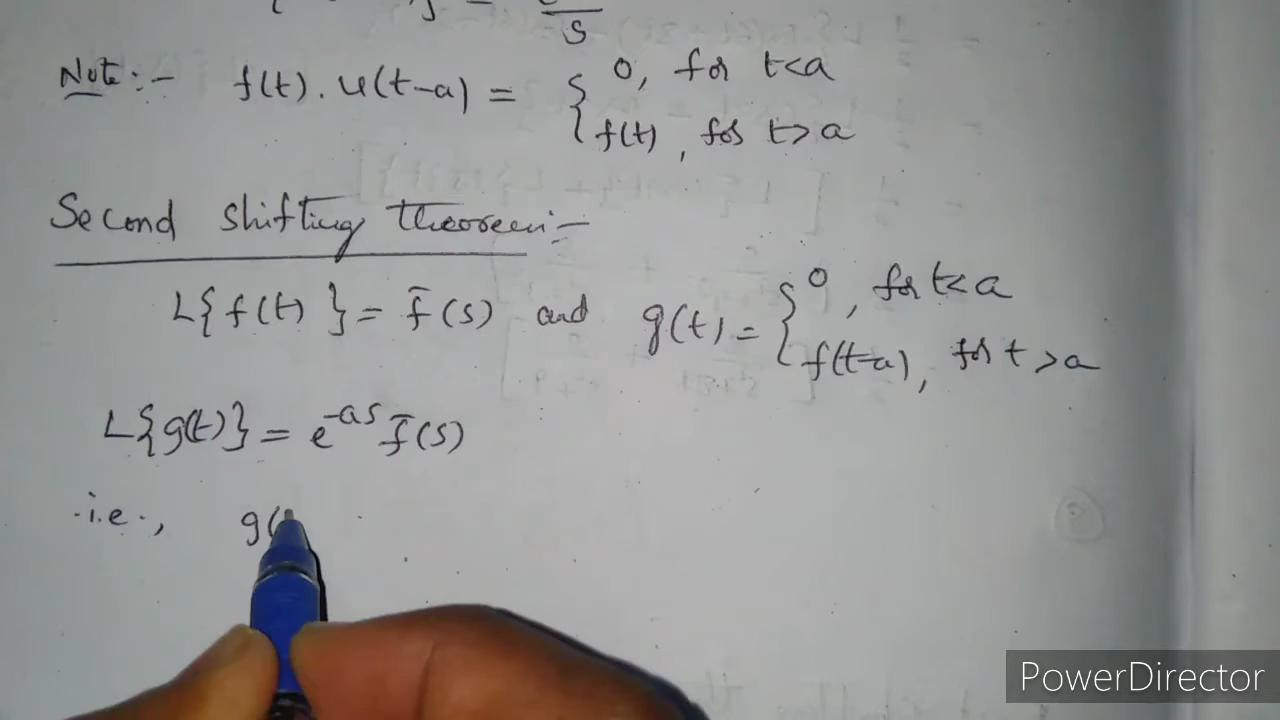 S
Note:- f(t). u(t-a) = { 0, for t<a
f(t), for t>a
Second shifting theorem:-
L{f(t)} = f̄(s) and g(t) = { 0, for t<a
f(t-a), for t>a
L{g(t)} = e^-as f̄(s)
i.e., g(
PowerDirector